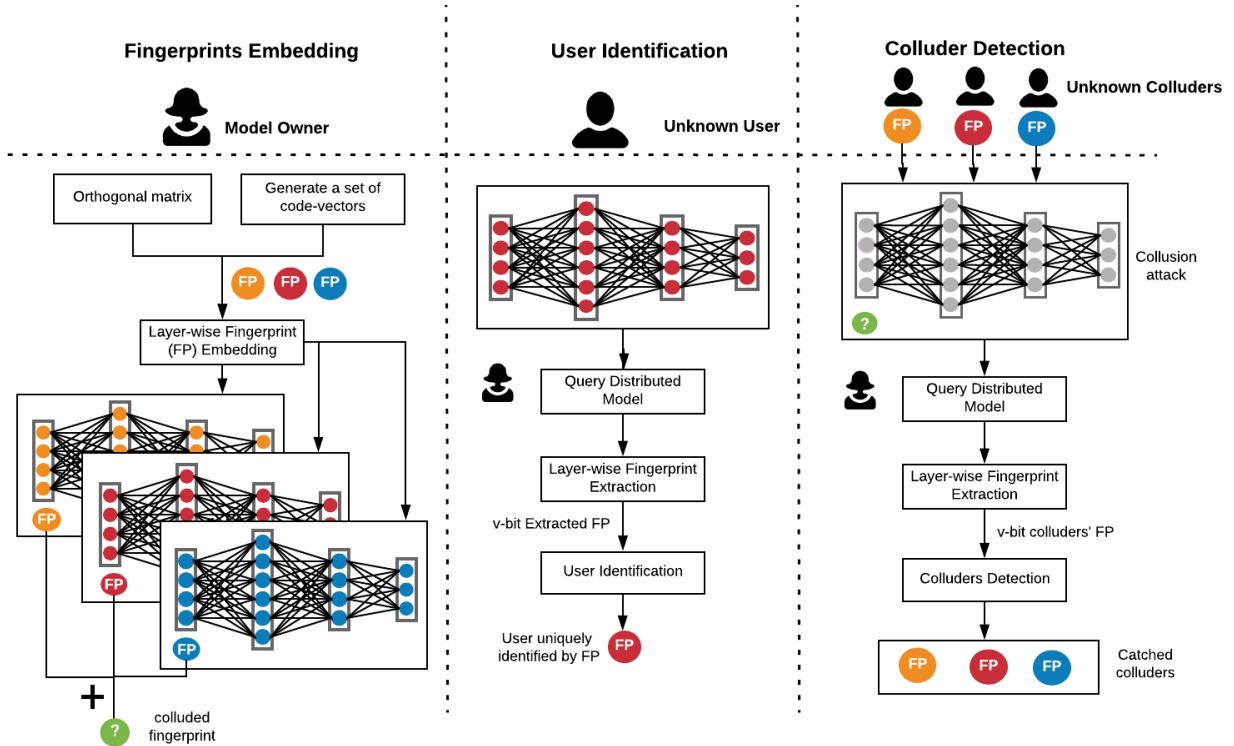 Fingerprints Embedding
Model Owner
Orthogonal matrix
Generate a set of
code-vectors
FP
FP
FP
Layer-wise Fingerprint
(FP) Embedding
FP
FP
FP
+
?
colluded
fingerprint
User Identification
Unknown User
Query Distributed
Model
Layer-wise Fingerprint
Extraction
v-bit Extracted FP
User Identification
User uniquely
identified by FP
FP
Colluder Detection
Unknown Colluders
FP
FP
FP
Collusion
attack
?
Query Distributed
Model
Layer-wise Fingerprint
Extraction
v-bit colluders' FP
Colluders Detection
FP
FP
FP
Catched
colluders